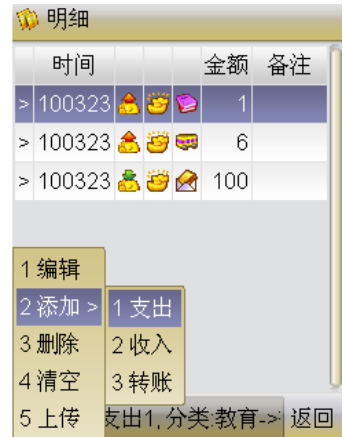 明细
时间 金额 备注
> 100323 1
> 100323 6
> 100323 100
1 编辑
2 添加 > 1 支出
3 删除 2 收入
4 清空 3 转账
5 上传 支出1, 分类:教育-> 返回